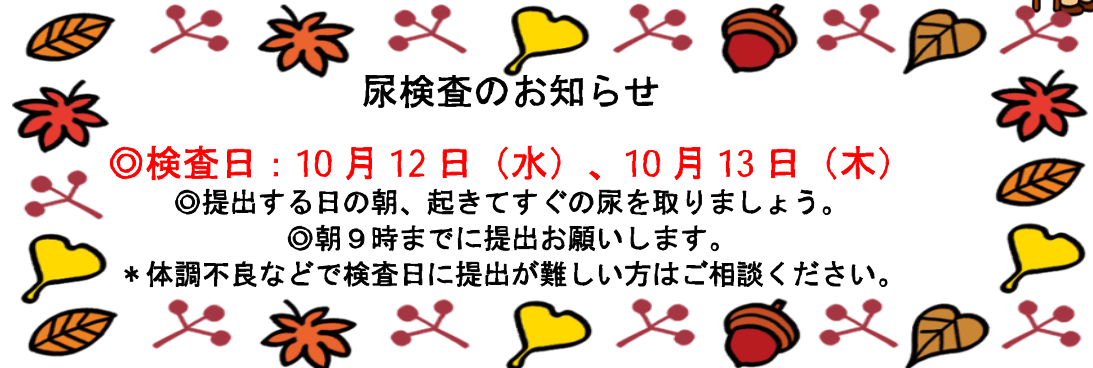 尿検査のお知らせ
◎検査日：10月12日（水）、10月13日（木）
◎提出する日の朝、起きてすぐの尿を取りましょう。
◎朝９時までに提出お願いします。
＊体調不良などで検査日に提出が難しい方はご相談ください。